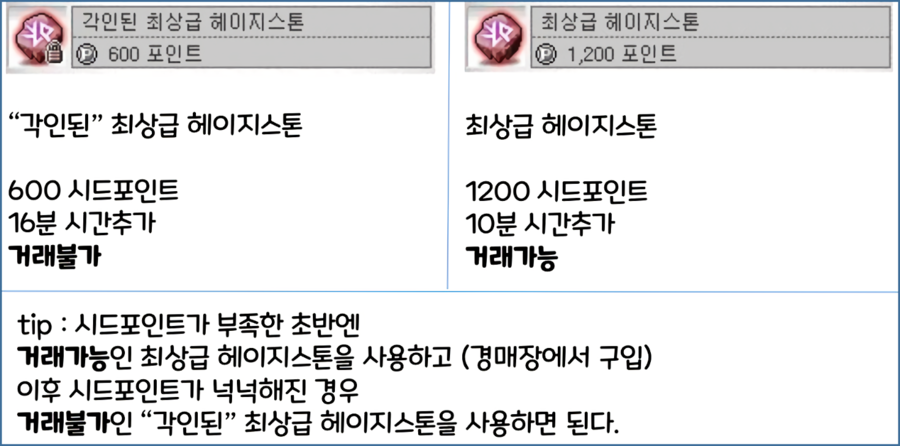 각인된 최상급 헤이지스톤
600 포인트
“각인된” 최상급 헤이지스톤
600 시드포인트
16분 시간추가
거래불가
최상급 헤이지스톤
1,200 포인트
최상급 헤이지스톤
1200 시드포인트
10분 시간추가
거래가능
tip : 시드포인트가 부족한 초반엔
거래가능인 최상급 헤이지스톤을 사용하고 (경매장에서 구입)
이후 시드포인트가 넉넉해진 경우
거래불가인 “각인된” 최상급 헤이지스톤을 사용하면 된다.